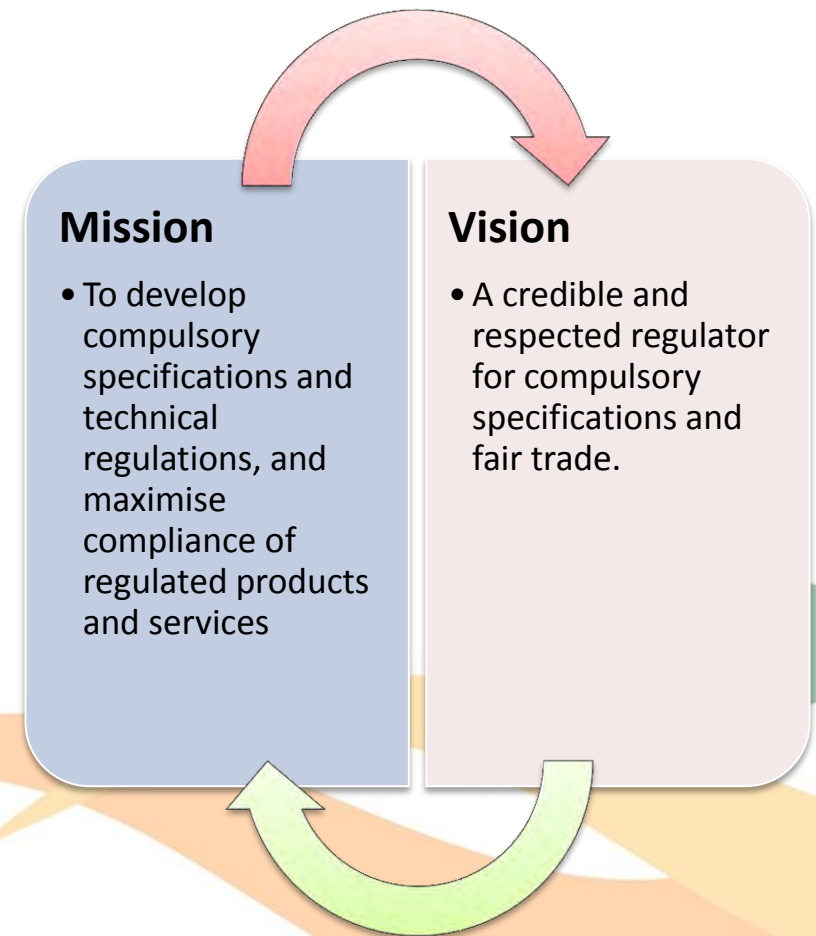 Mission
• To develop
compulsory
specifications and
technical
regulations, and
maximise
compliance of
regulated products
and services
Vision
• A credible and
respected regulator
for compulsory
specifications and
fair trade.